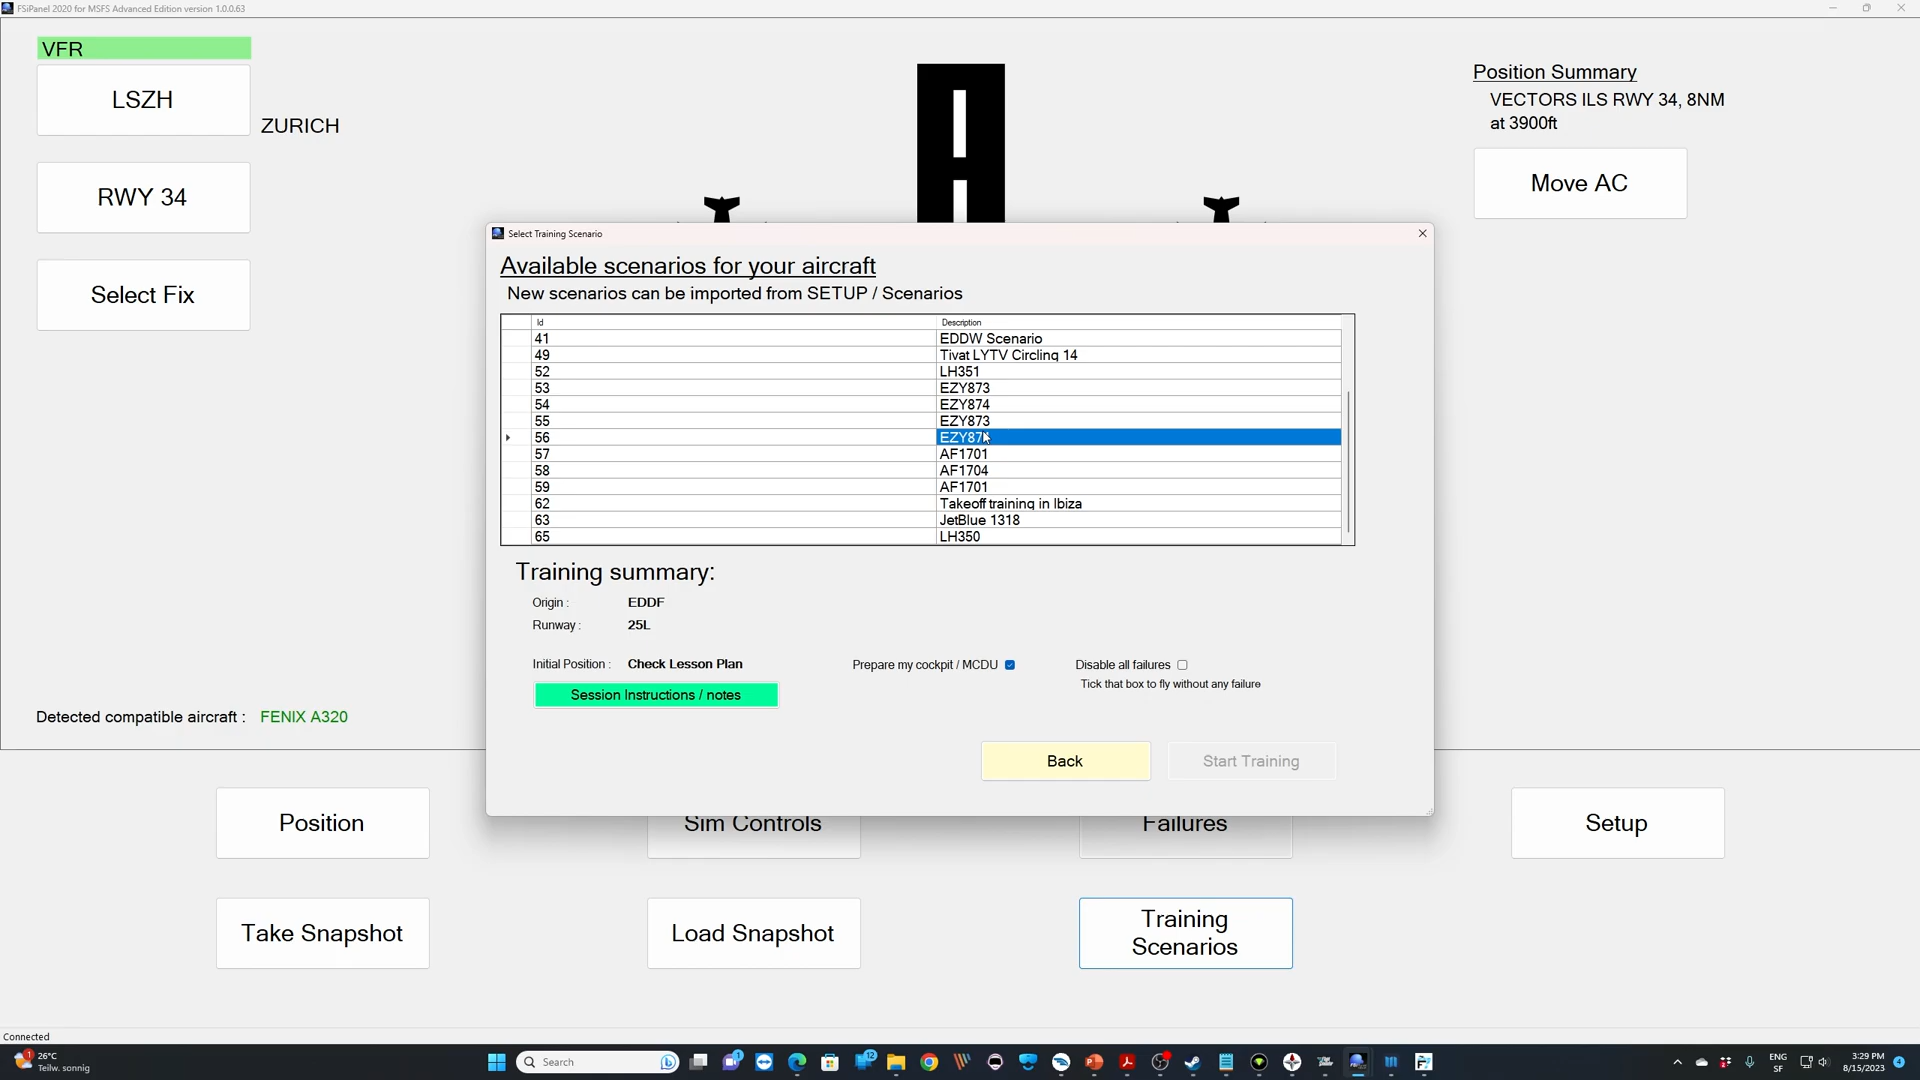 FSiPanel 2020 for MSFS Advanced Edition version 1.0.0.63
VFR
LSZH
ZURICH
RWY 34
Select Fix
Position Summary
VECTORS ILS RWY 34, 8NM
at 3900ft
Move AC
Select Training Scenario
Available scenarios for your aircraft
New scenarios can be imported from SETUP / Scenarios
Id Description
41 EDDW Scenario
49 Tivat LYTV Circling 14
52 LH351
53 EZY873
54 EZY874
55 EZY873
56
57 AF1701
58 AF1704
59 AF1701
62 Takeoff training in Ibiza
63 JetBlue 1318
65 LH350
Training summary:
Origin : EDDF
Runway : 25L
Initial Position : Check Lesson Plan
Prepare my cockpit / MCDU
Disable all failures
Tick that box to fly without any failure
Session Instructions / notes
Back
Start Training
Detected compatible aircraft : FENIX A320
Position
Sim Controls
Failures
Setup
Take Snapshot
Load Snapshot
Training
Scenarios
Connected
1
26°C
Teilw. sonnig
Search
1
12
ENG
SF
3:29 PM
8/15/2023
4